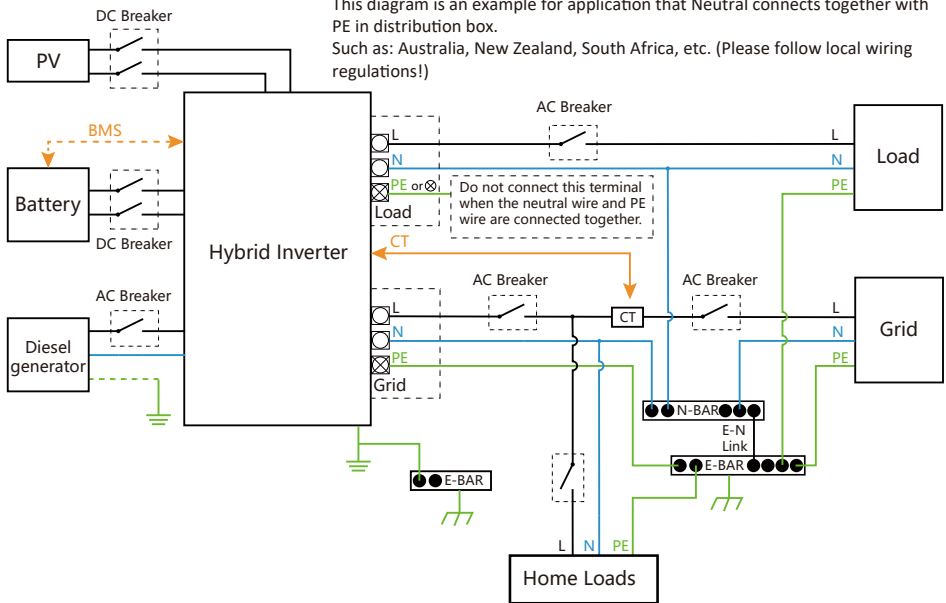 This diagram is an example for application that Neutral connects together with
PE in distribution box.
Such as: Australia, New Zealand, South Africa, etc. (Please follow local wiring
regulations!)
DC Breaker
PV
BMS
Battery
DC Breaker
AC Breaker
Diesel
generator
Hybrid Inverter
L
N
PE or ⊗
Load
Do not connect this terminal
when the neutral wire and PE
wire are connected together.
AC Breaker
L
N
PE
Load
CT
AC Breaker
CT
AC Breaker
L
N
PE
Grid
L
N
PE
Grid
N-BAR
E-N
Link
E-BAR
E-BAR
L
N
PE
Home Loads